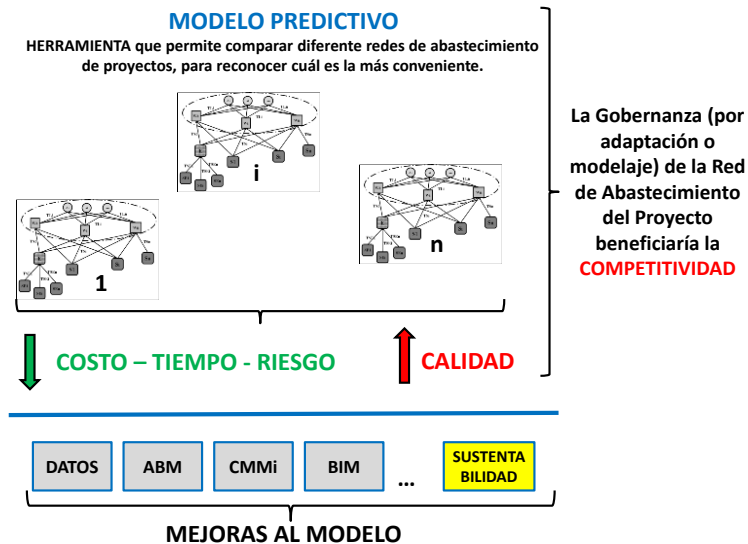 MODELO PREDICTIVO
HERRAMIENTA que permite comparar diferente redes de abastecimiento
de proyectos, para reconocer cuál es la más conveniente.
i
n
1
La Gobernanza (por
adaptación o
modelaje) de la Red
de Abastecimiento
del Proyecto
beneficiaría la
COMPETITIVIDAD
COSTO – TIEMPO - RIESGO
CALIDAD
DATOS
ABM
CMMi
BIM
...
SUSTENTA
BILIDAD
MEJORAS AL MODELO